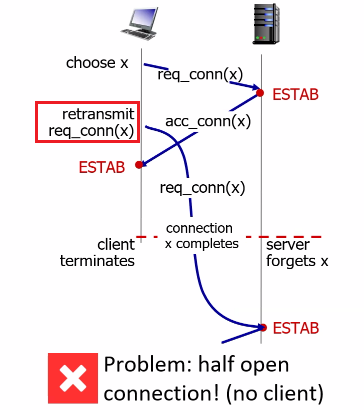 choose x
req_conn(x)
ESTAB
retransmit
req_conn(x)
acc_conn(x)
ESTAB
req_conn(x)
connection
x completes
client
terminates
server
forgets x
ESTAB
Problem: half open
connection! (no client)